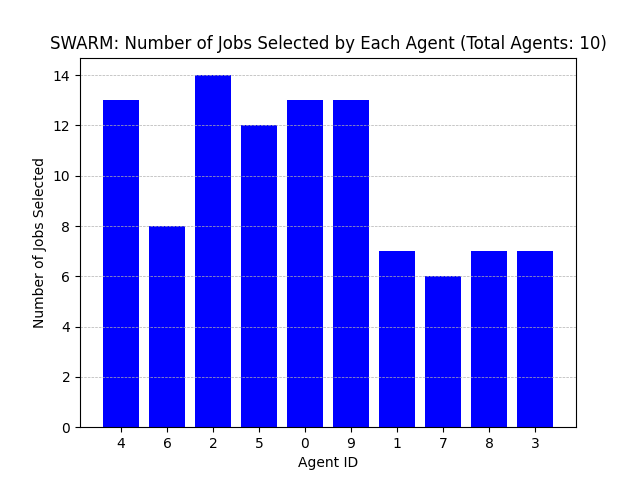 SWARM: Number of Jobs Selected by Each Agent (Total Agents: 10)
14
12
10
8
6
4
2
0
Number of Jobs Selected
4 6 2 5 0 9 1 7 8 3
Agent ID